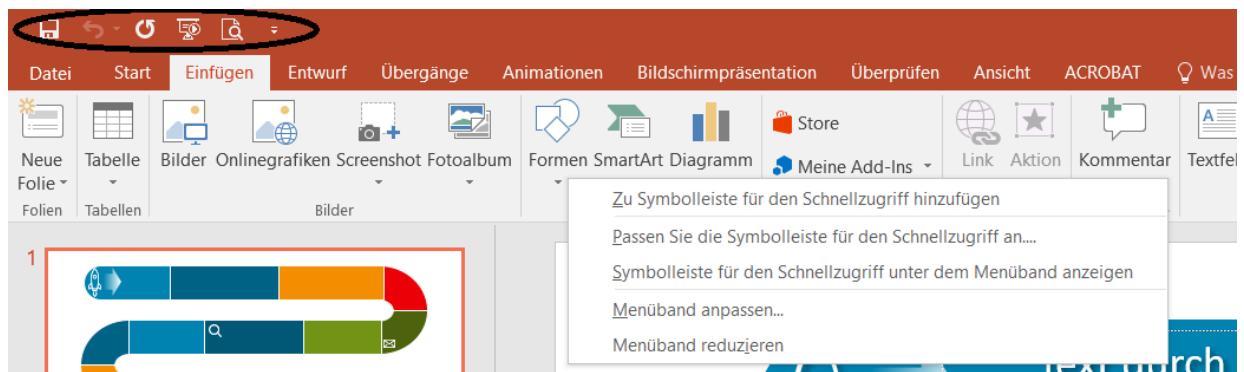 Datei Start Einfügen Entwurf Übergänge Animationen Bildschirmpräsentation Überprüfen Ansicht ACROBAT Was
Store
Neue Tabelle Bilder Onlinegrafiken Screenshot Fotoalbum Formen SmartArt Diagramm Meine Add-Ins Link Aktion Kommentar
Folie
Folien Tabellen Bilder
Zu Symbolleiste für den Schnellzugriff hinzufügen
Passen Sie die Symbolleiste für den Schnellzugriff an....
Symbolleiste für den Schnellzugriff unter dem Menüband anzeigen
Menüband anpassen...
Menüband reduzieren
1